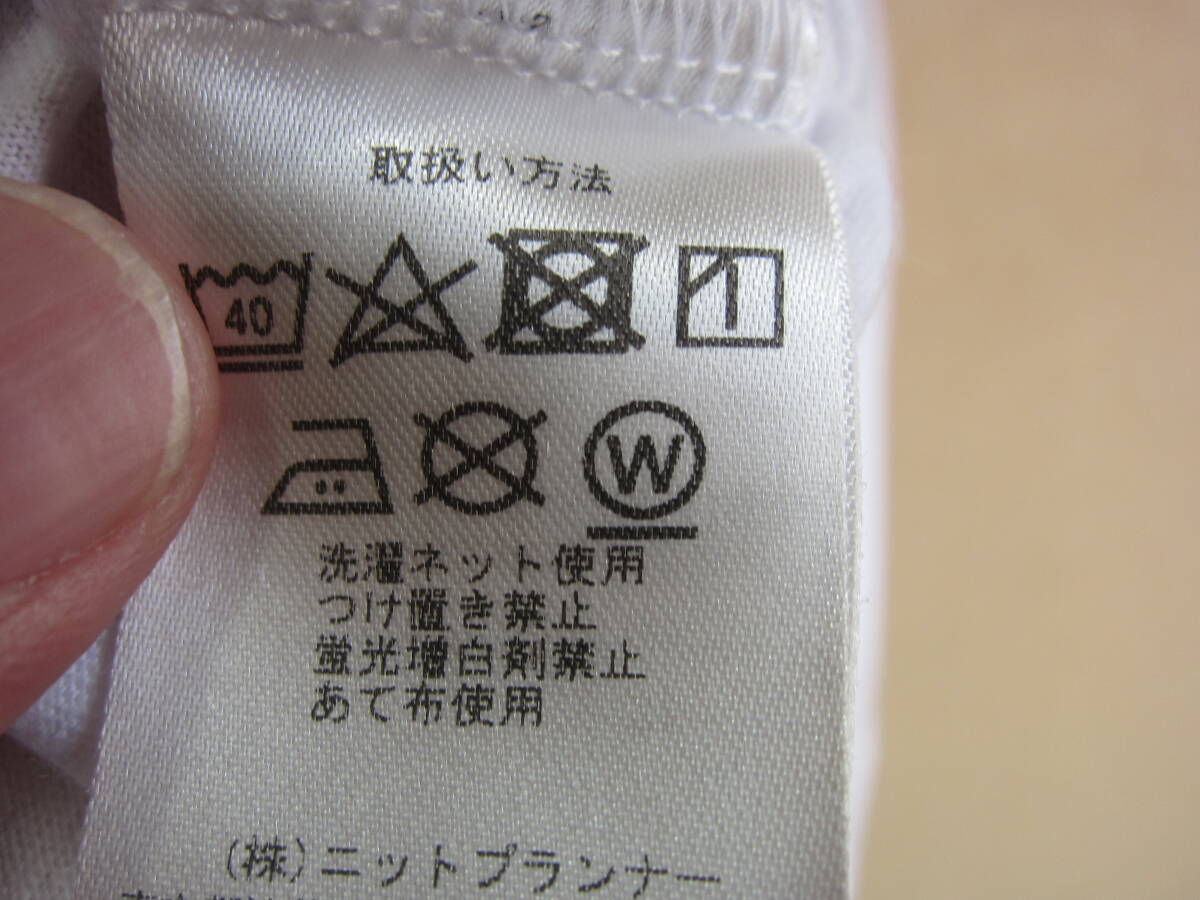 取扱い方法
40
W
洗濯ネット使用
つけ置き禁止
蛍光増白剤禁止
あて布使用
(株)ニットプランナー